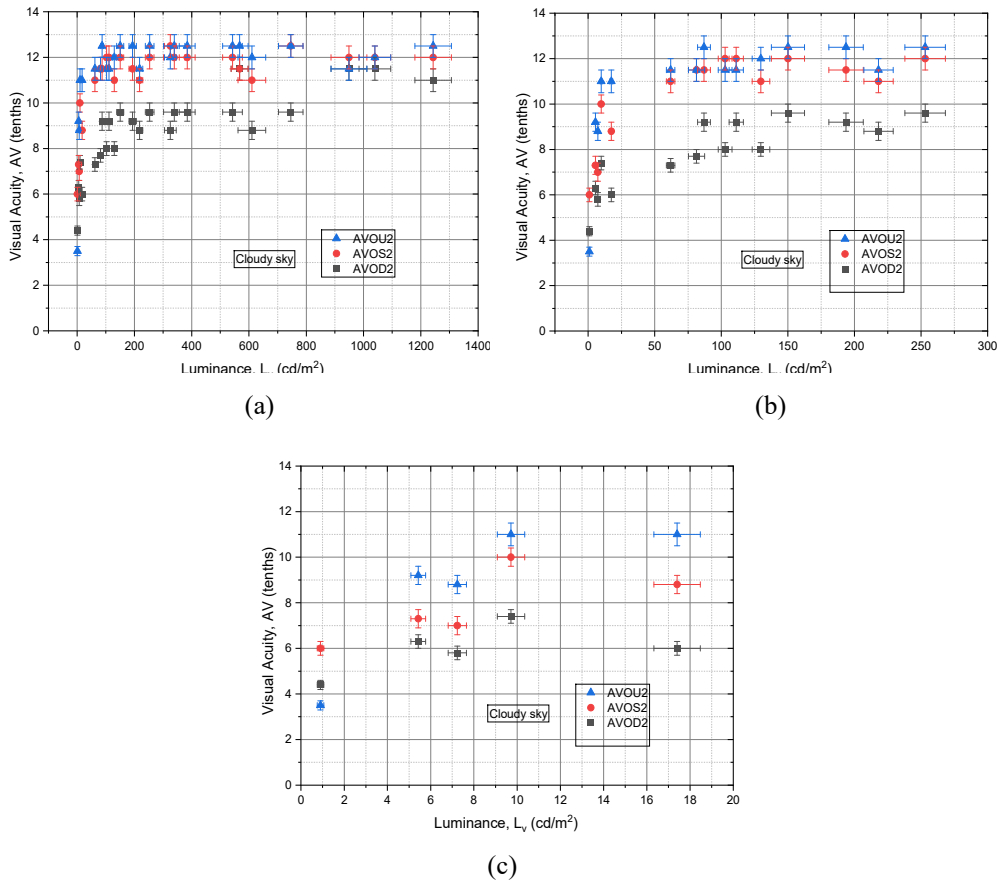 14
12
10
8
6
4
2
0
Visual Acuity, AV (tenths)
AVOU2
AVOS2
AVOD2
Cloudy sky
0 200 400 600 800 1000 1200 1400
Luminance, L (cd/m²)
(a)
14
12
10
8
6
4
2
0
Visual Acuity, AV (tenths)
AVOU2
AVOS2
AVOD2
Cloudy sky
0 50 100 150 200 250 300
Luminance, L (cd/m²)
(b)
14
12
10
8
6
4
2
0
Visual Acuity, AV (tenths)
AVOU2
AVOS2
AVOD2
Cloudy sky
0 2 4 6 8 10 12 14 16 18 20
Luminance, Lᵥ (cd/m²)
(c)